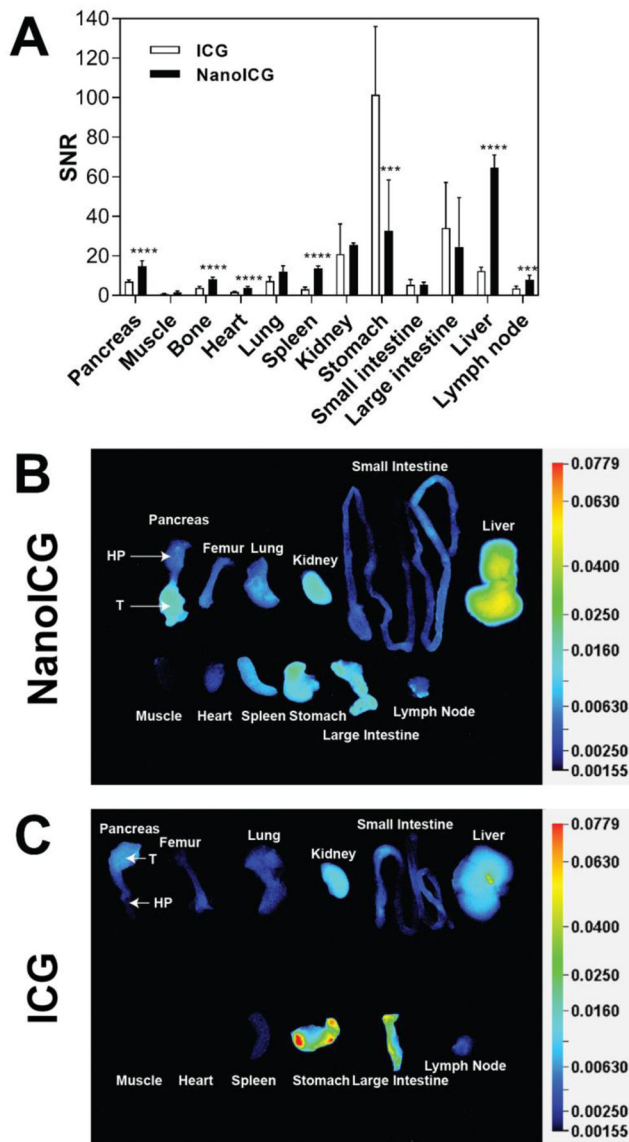 A
140
120
100
80
60
40
20
0
SNR
ICG
NanoICG
****
****
****
****
***
****
***
Pancreas
Muscle
Bone
Heart
Lung
Spleen
Kidney
Stomach
Small intestine
Large intestine
Liver
Lymph node
B
NanoICG
Small Intestine
Pancreas
Liver
HP
Femur
Lung
Kidney
T
Muscle
Heart
Spleen
Stomach
Lymph Node
Large Intestine
0.0779
0.0630
0.0400
0.0250
0.0160
0.00630
0.00250
0.00155
C
ICG
Pancreas
Femur
Lung
Small Intestine
Kidney
Liver
T
HP
Muscle
Heart
Spleen
Stomach
Large Intestine
Lymph Node
0.0779
0.0630
0.0400
0.0250
0.0160
0.00630
0.00250
0.00155